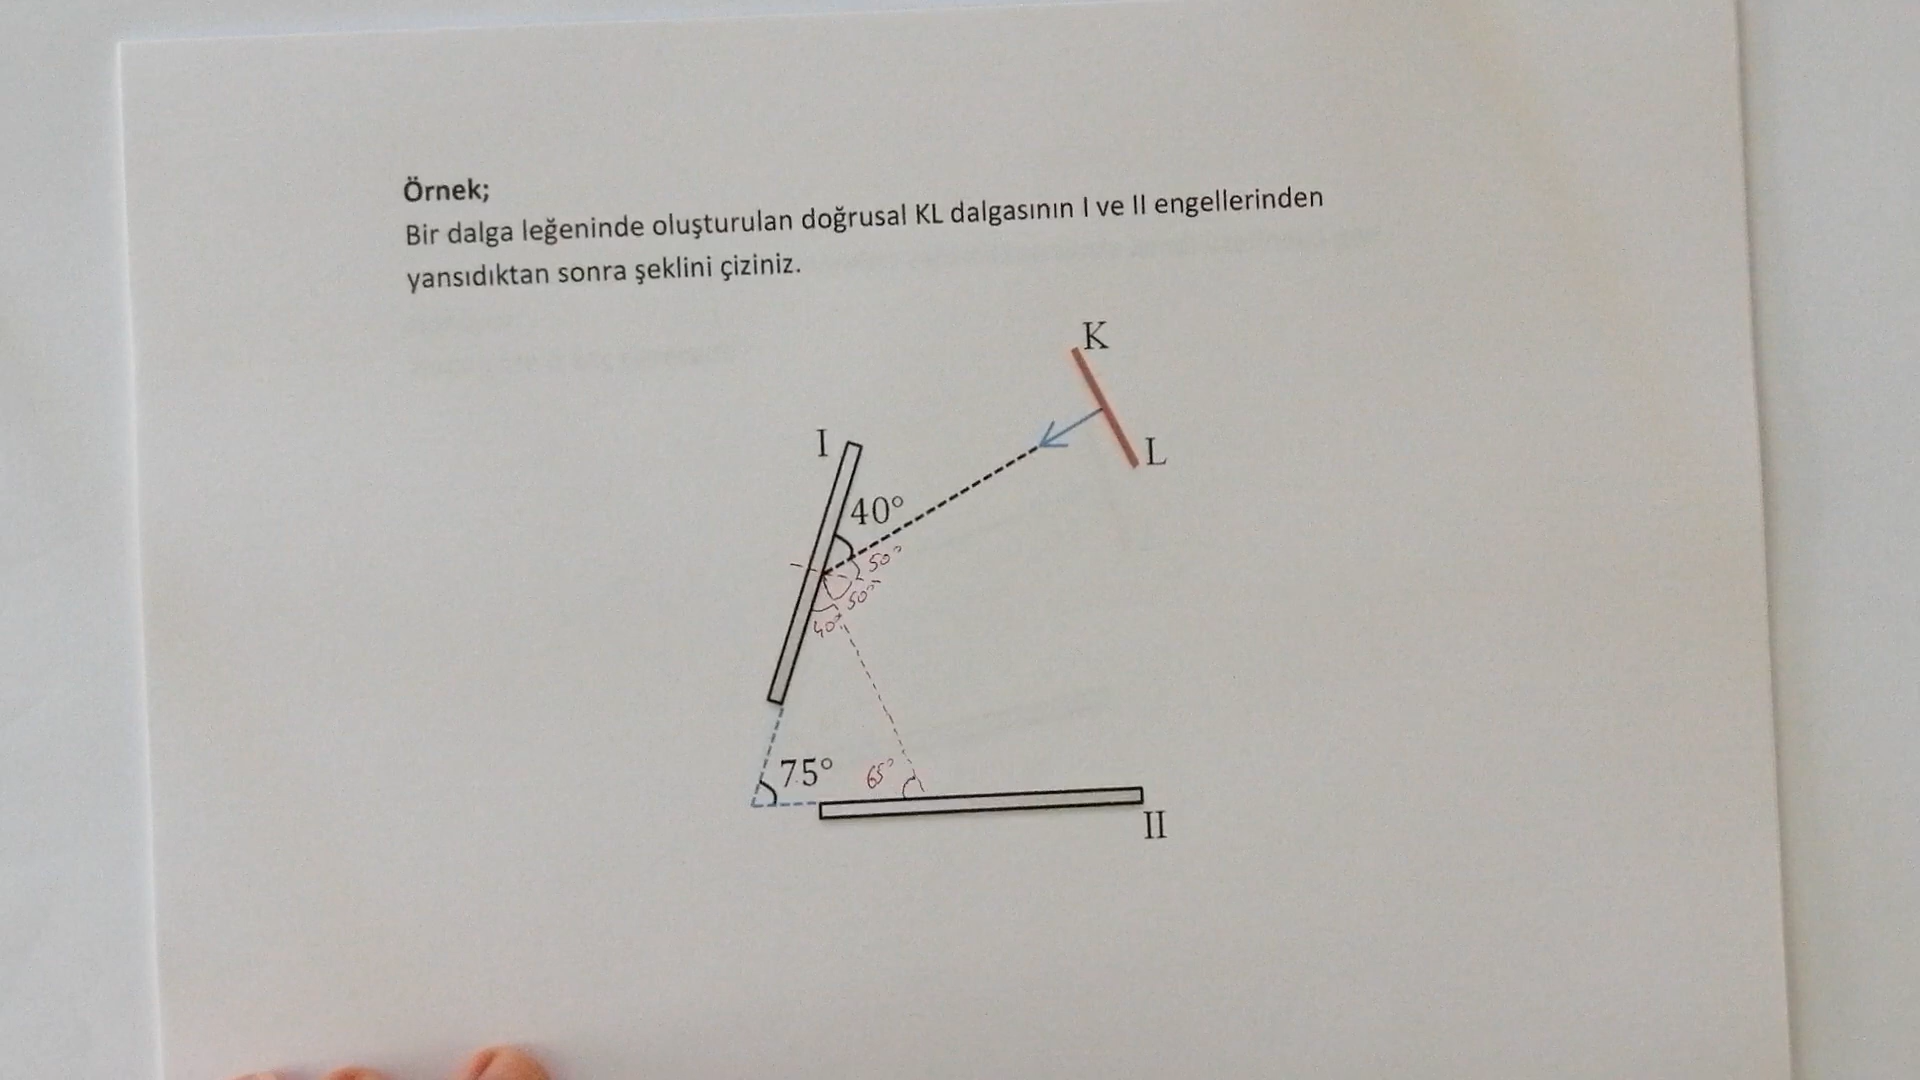 Örnek;
Bir dalga leğeninde oluşturulan doğrusal KL dalgasının I ve II engellerinden
yansıdıktan sonra şeklini çiziniz.
K
I
L
40°
50°
50°
40°
75°
65°
II